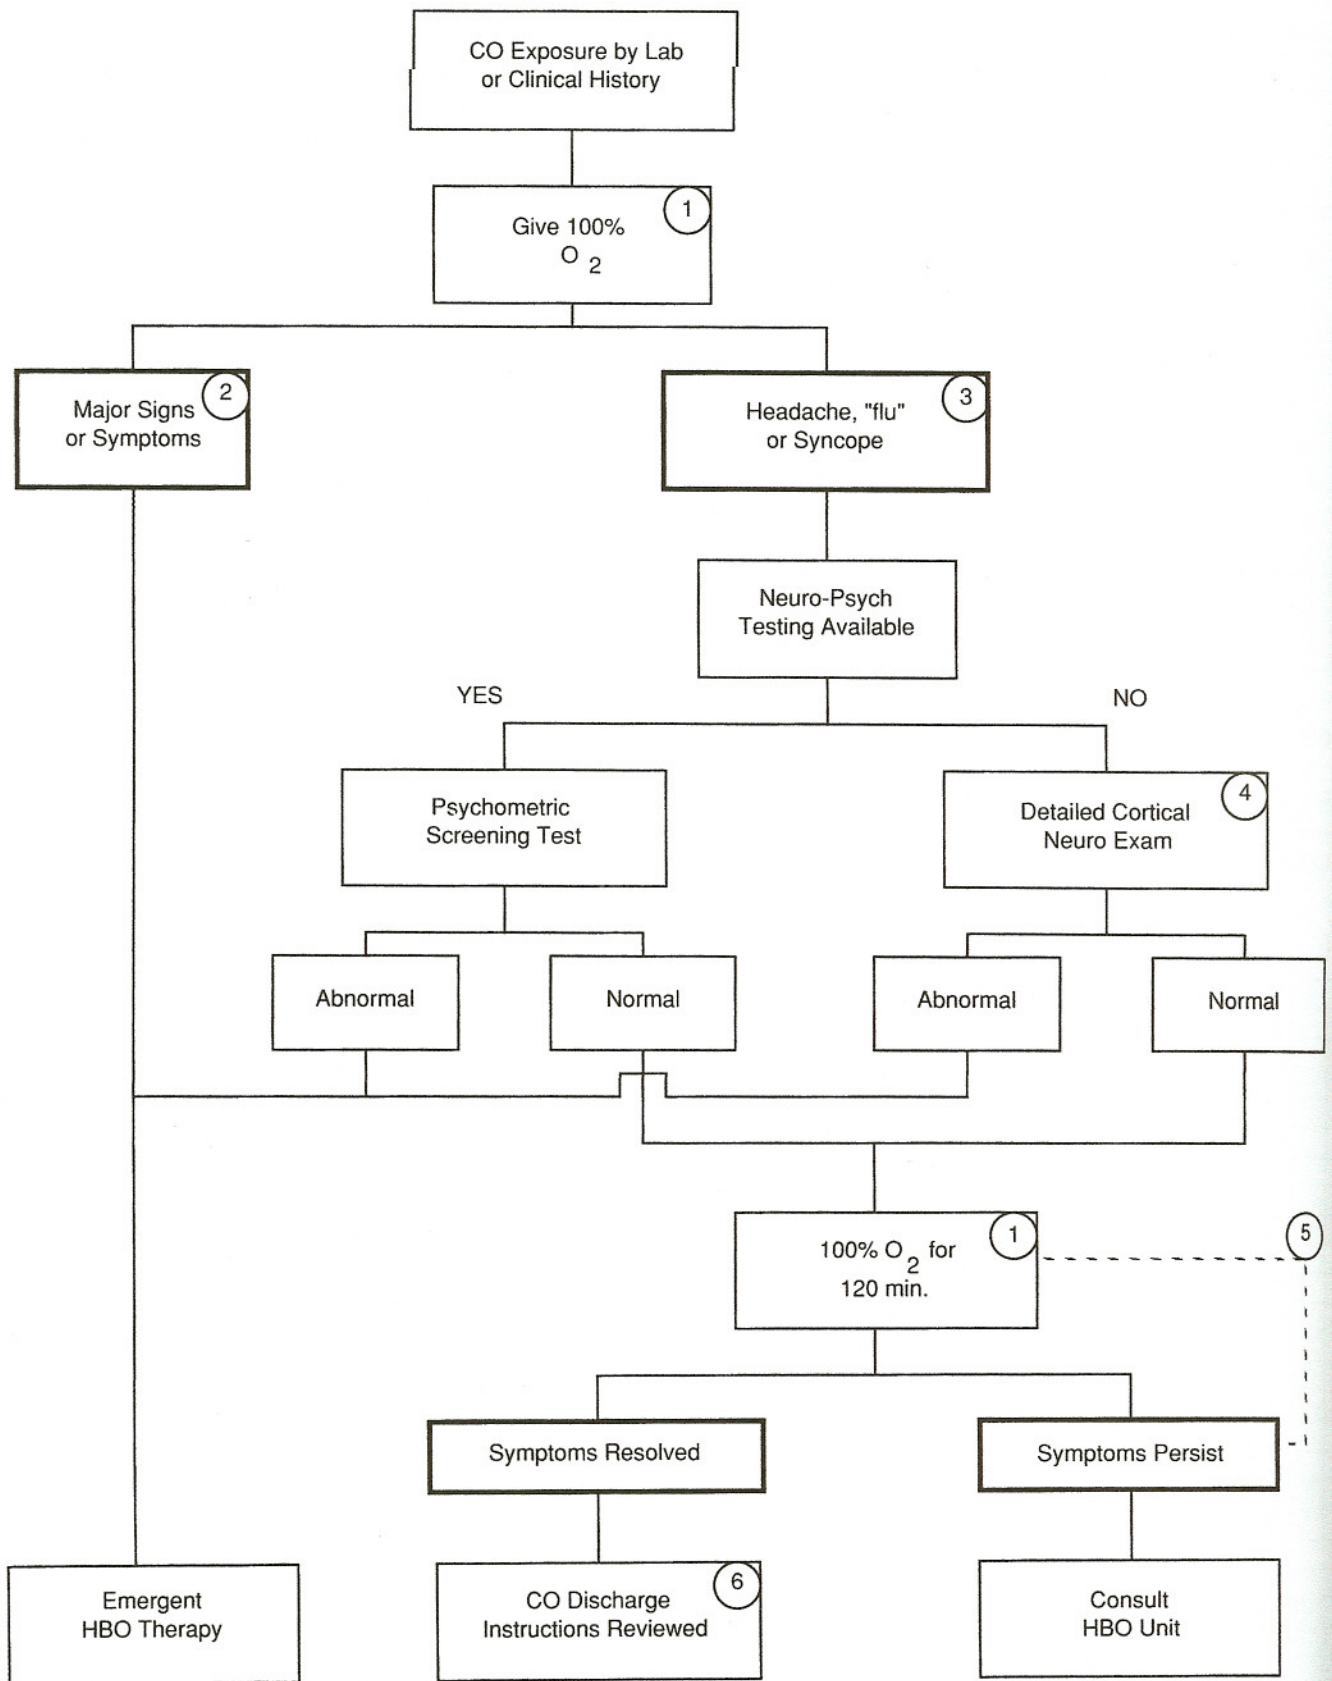 CO Exposure by Lab
or Clinical History
1
Give 100%
O 2
2
Major Signs
or Symptoms
3
Headache, "flu"
or Syncope
Neuro-Psych
Testing Available
YES
NO
Psychometric
Screening Test
4
Detailed Cortical
Neuro Exam
Abnormal
Normal
Abnormal
Normal
1
100% O2 for
120 min.
5
Symptoms Resolved
Symptoms Persist
Emergent
HBO Therapy
6
CO Discharge
Instructions Reviewed
Consult
HBO Unit